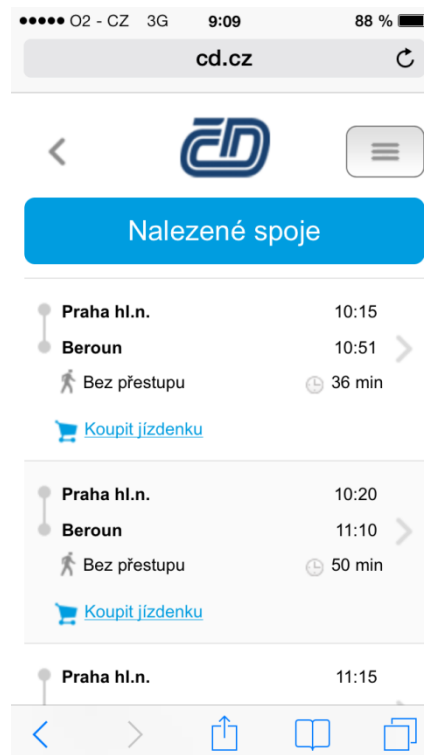 O2 - CZ 3G 9:09 88 %
cd.cz
ČD
Nalezené spoje
Praha hl.n. 10:15
Beroun 10:51
Bez přestupu 36 min
Koupit jízdenku
Praha hl.n. 10:20
Beroun 11:10
Bez přestupu 50 min
Koupit jízdenku
Praha hl.n. 11:15